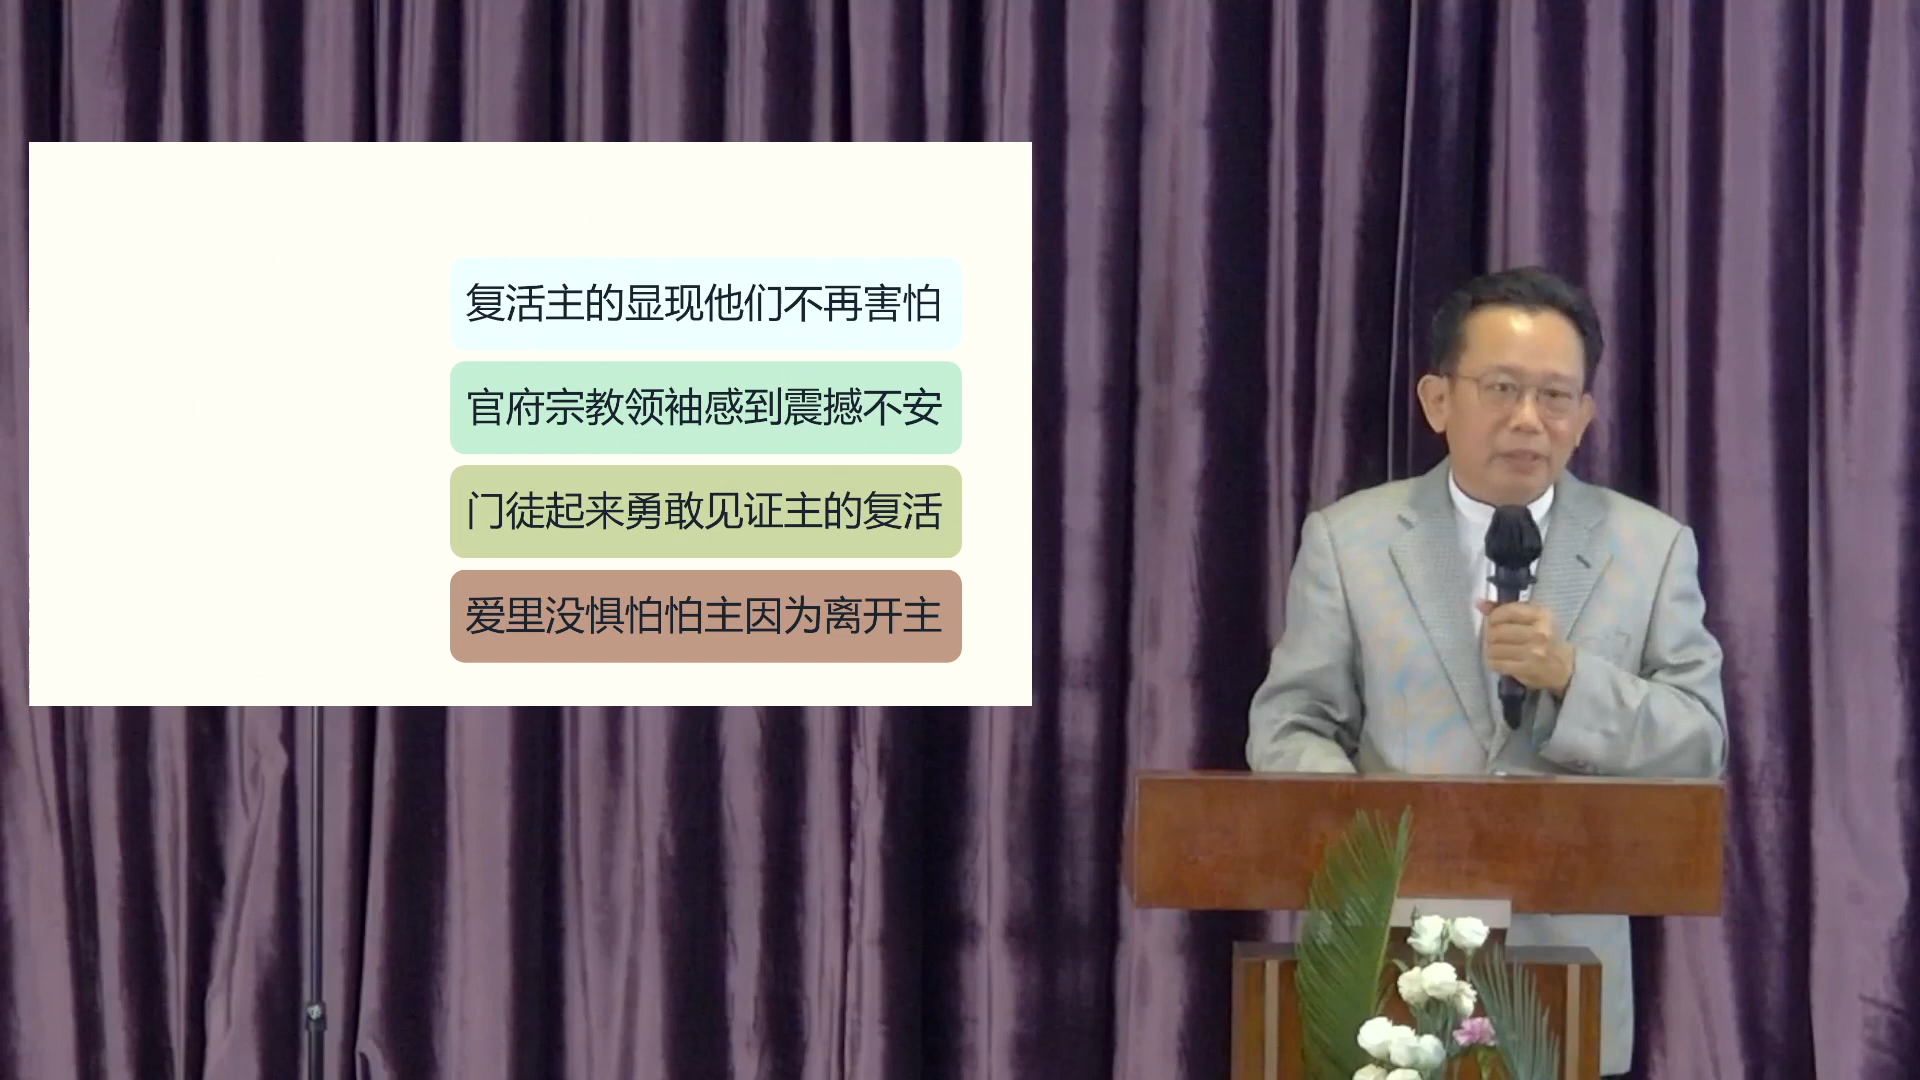 复活主的显现他们不再害怕
官府宗教领袖感到震撼不安
门徒起来勇敢见证主的复活
爱里没惧怕怕主因为离开主